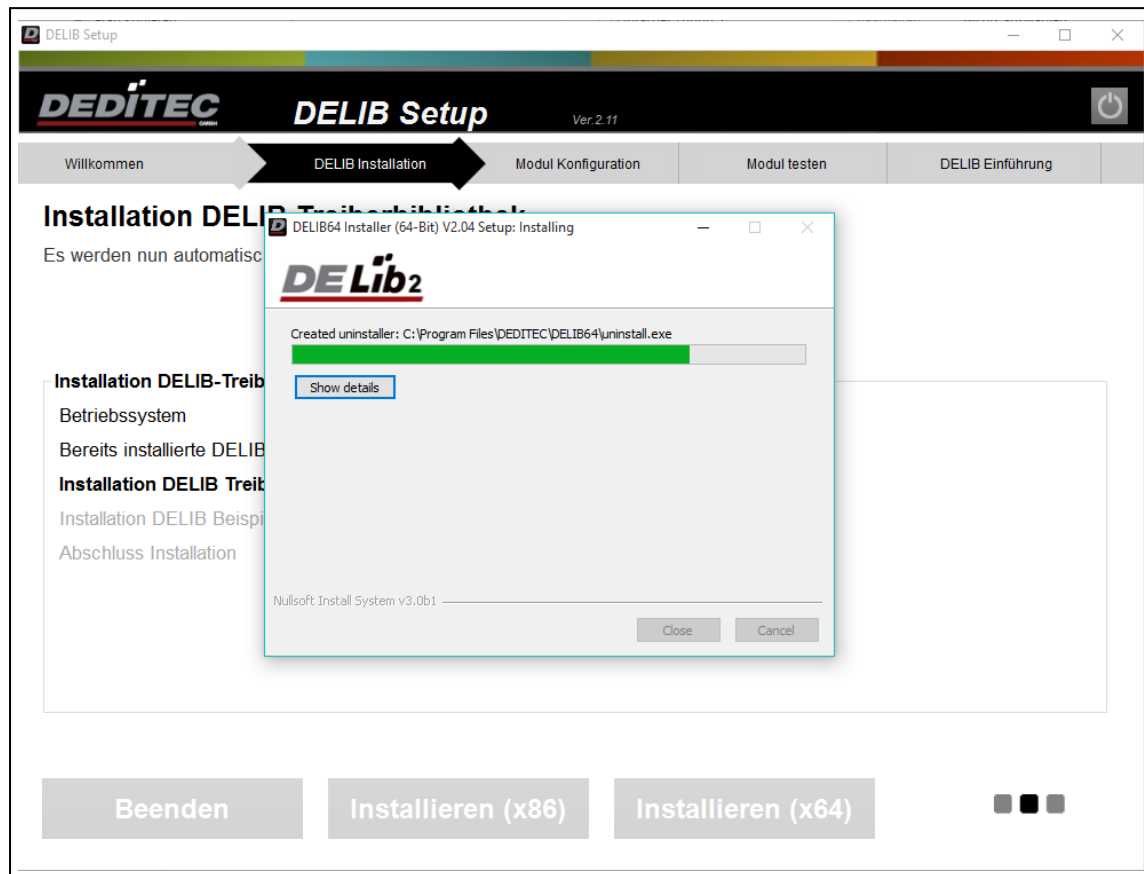 DELIB Setup
DEDITEC
GMBH
DELIB Setup Ver.2.11
Willkommen DELIB Installation Modul Konfiguration Modul testen DELIB Einführung
Installation DELIB-Treiberbibliothek
Es werden nun automatisc
DELIB64 Installer (64-Bit) V2.04 Setup: Installing
DELib2
Created uninstaller: C:\Program Files\DEDITEC\DELIB64\uninstall.exe
Show details
Installation DELIB-Treib
Betriebssystem
Bereits installierte DELIB
Installation DELIB Treib
Installation DELIB Beispi
Abschluss Installation
Nullsoft Install System v3.0b1
Close Cancel
Beenden Installieren (x86) Installieren (x64)